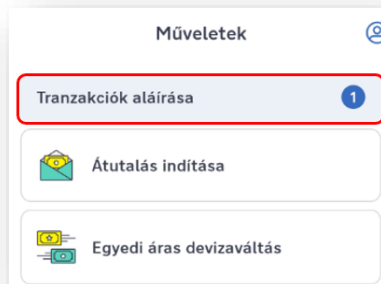 Műveletek
Tranzakciók aláírása 1
Átutalás indítása
Egyedi áras devizaváltás